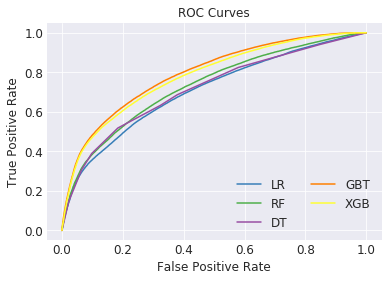 ROC Curves
True Positive Rate
1.0
0.8
0.6
0.4
0.2
0.0
LR GBT
RF XGB
DT
0.0 0.2 0.4 0.6 0.8 1.0
False Positive Rate